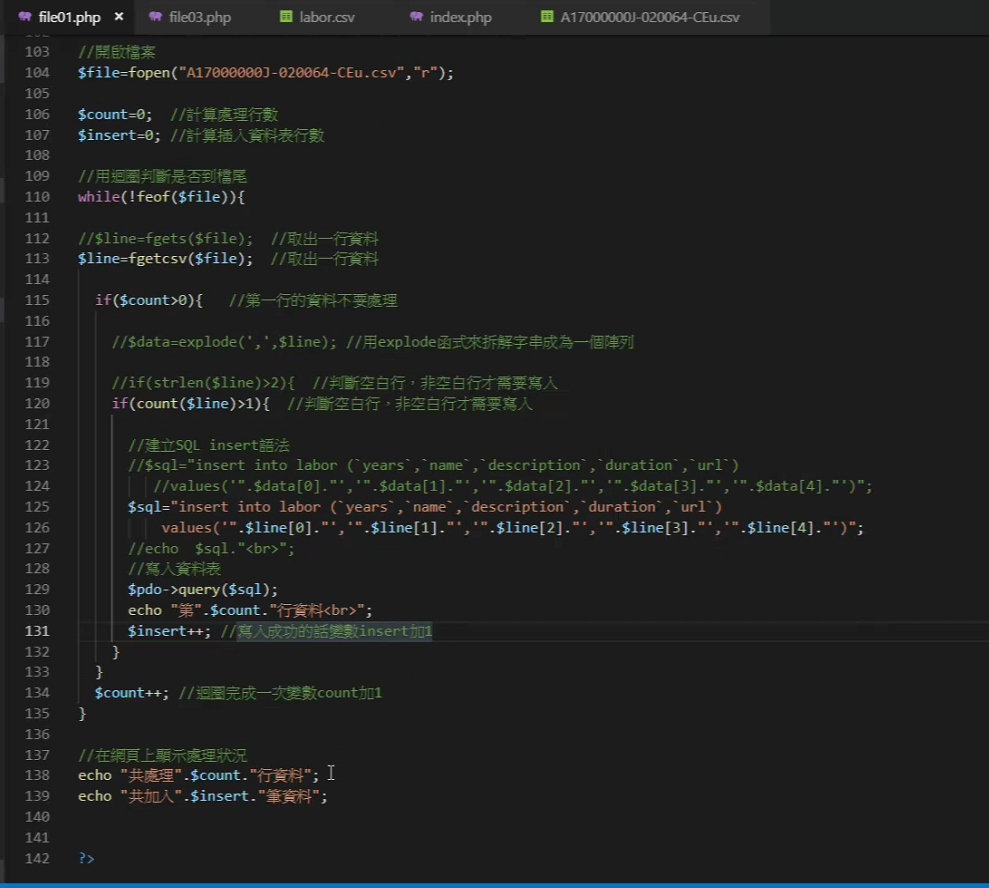 file01.php × file03.php labor.csv index.php A17000000J-020064-CEu.csv
103 //開啟檔案
104 $file=fopen("A17000000J-020064-CEu.csv","r");
105
106 $count=0; //計算處理行數
107 $insert=0; //計算插入資料表行數
108
109 //用迴圈判斷是否到檔尾
110 while(!feof($file)){
111
112 //$line=fgets($file); //取出一行資料
113 $line=fgetcsv($file); //取出一行資料
114
115 if($count>0){ //第一行的資料不要處理
116
117 //$data=explode(',',$line); //用explode函式來拆解字串成為一個陣列
118
119 //if(strlen($line)>2){ //判斷空白行，非空白行才需要寫入
120 if(count($line)>1){ //判斷空白行，非空白行才需要寫入
121
122 //建立SQL insert語法
123 //$sql="insert into labor (`years`,`name`,`description`,`duration`,`url`)
124 //values('".$data[0]."','".$data[1]."','".$data[2]."','".$data[3]."','".$data[4]."')";
125 $sql="insert into labor (`years`,`name`,`description`,`duration`,`url`)
126 values('".$line[0]."','".$line[1]."','".$line[2]."','".$line[3]."','".$line[4]."')";
127 //echo $sql."<br>";
128 //寫入資料表
129 $pdo->query($sql);
130 echo "第".$count."行資料<br>";
131 $insert++; //寫入成功的話變數insert加1
132 }
133 }
134 $count++; //迴圈完成一次變數count加1
135 }
136
137 //在網頁上顯示處理狀況
138 echo "共處理".$count."行資料";
139 echo "共加入".$insert."筆資料";
140
141
142 ?>